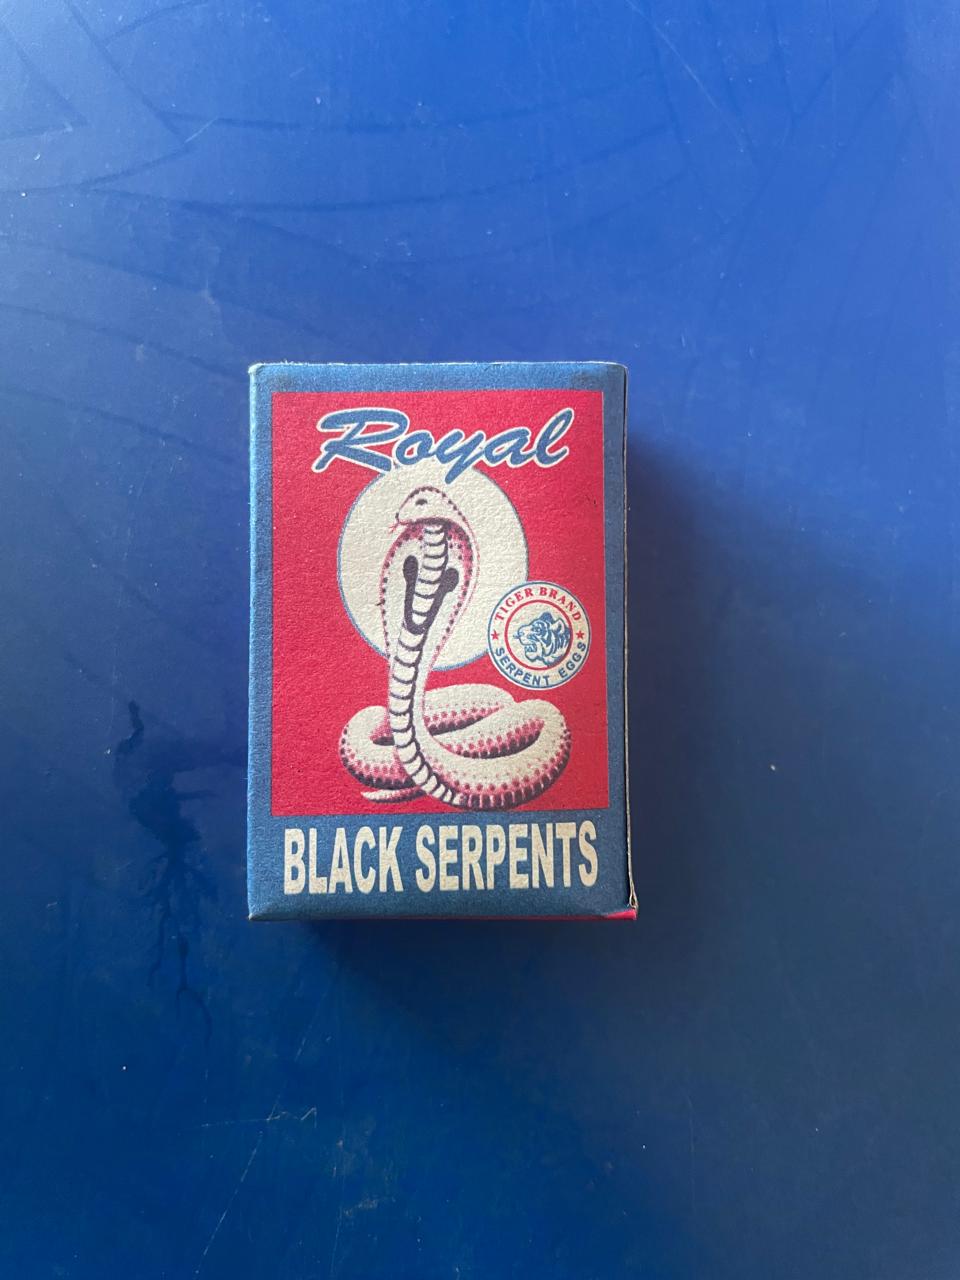 Royal
TIGER BRAND
SERPENT EGGS
BLACK SERPENTS